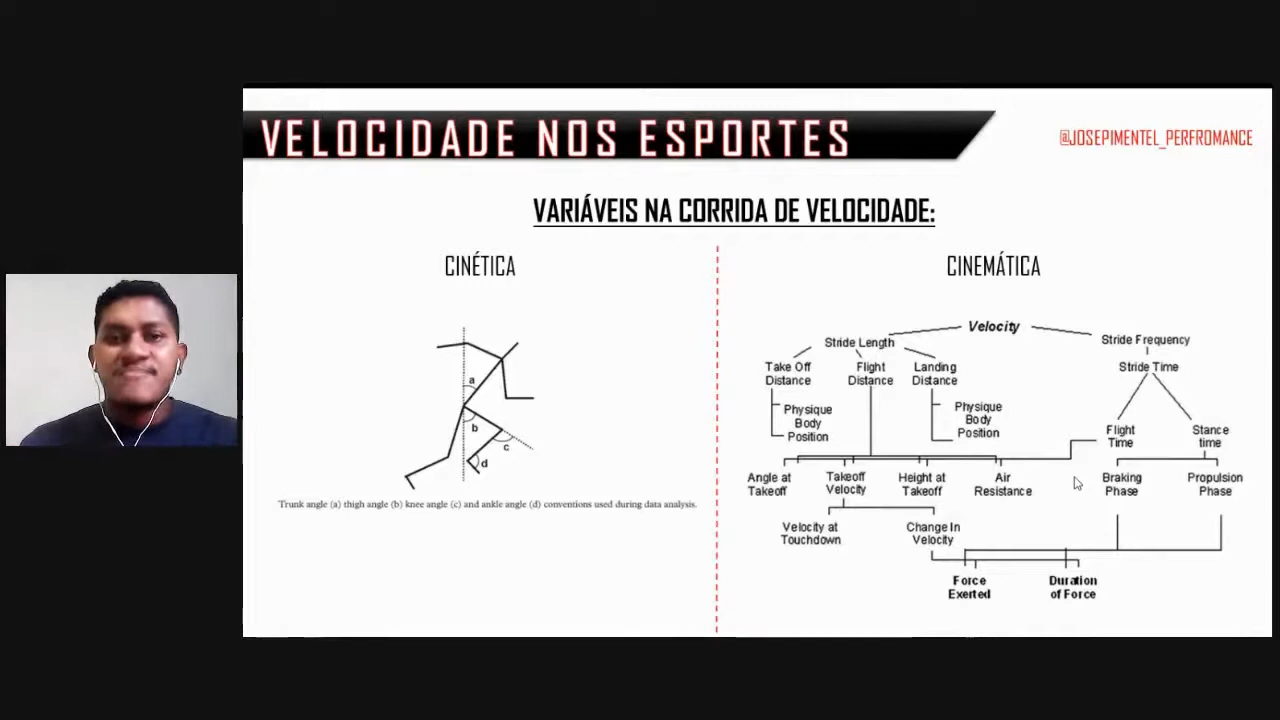 VELOCIDADE NOS ESPORTES
@JOSEPIMENTEL_PERFROMANCE
VARIÁVEIS NA CORRIDA DE VELOCIDADE:
CINÉTICA
a
b
c
d
Trunk angle (a) thigh angle (b) knee angle (c) and ankle angle (d) conventions used during data analysis.
CINEMÁTICA
Velocity
Stride Length
Stride Frequency
Take Off
Distance
Flight
Distance
Landing
Distance
Stride Time
Physique
Body
Position
Physique
Body
Position
Flight
Time
Stance
time
Angle at
Takeoff
Takeoff
Velocity
Height at
Takeoff
Air
Resistance
Braking
Phase
Propulsion
Phase
Velocity at
Touchdown
Change In
Velocity
Force
Exerted
Duration
of Force